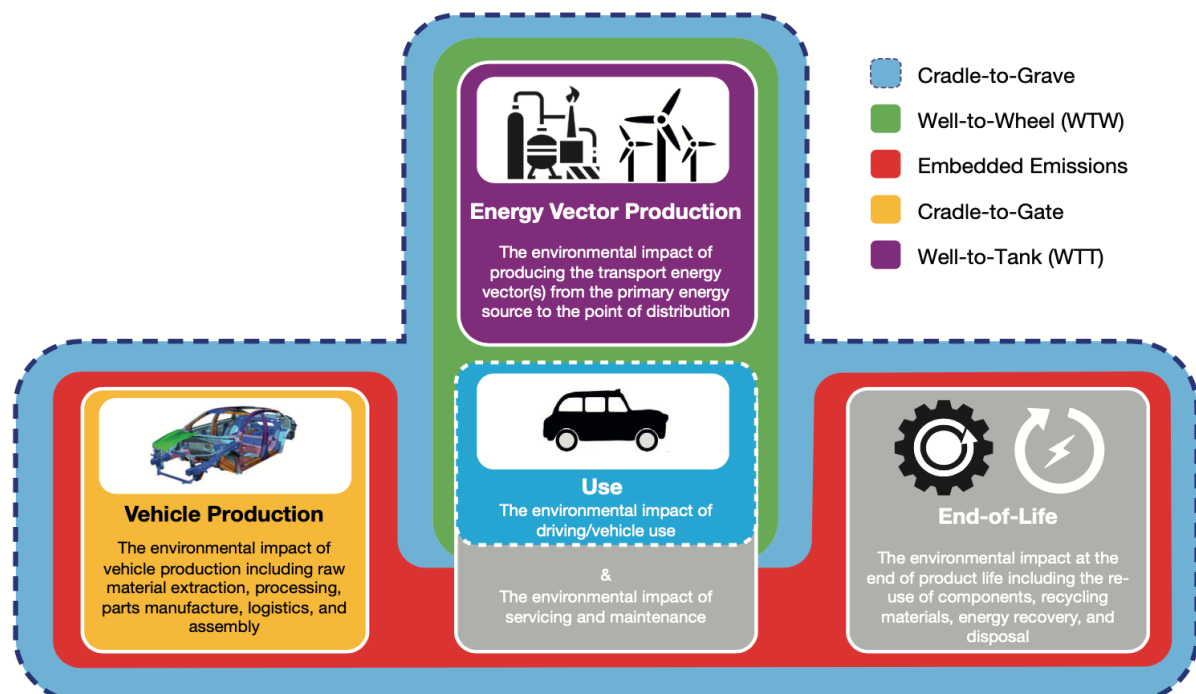 Cradle-to-Grave
Well-to-Wheel (WTW)
Embedded Emissions
Cradle-to-Gate
Well-to-Tank (WTT)
Energy Vector Production
The environmental impact of
producing the transport energy
vector(s) from the primary energy
source to the point of distribution
Vehicle Production
The environmental impact of
vehicle production including raw
material extraction, processing,
parts manufacture, logistics, and
assembly
Use
The environmental impact of
driving/vehicle use
&
The environmental impact of
servicing and maintenance
End-of-Life
The environmental impact at the
end of product life including the re-
use of components, recycling
materials, energy recovery, and
disposal